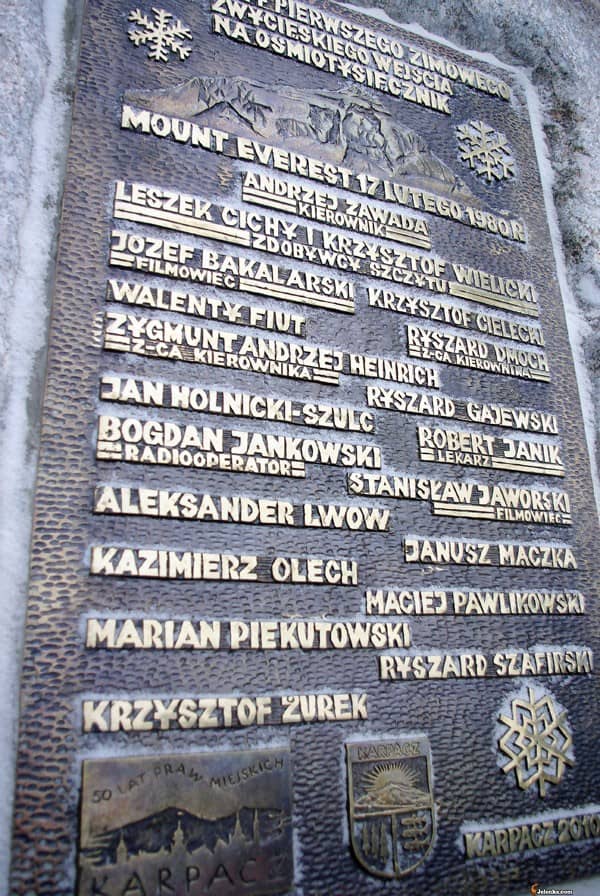 PIERWSZEGO ZIMOWEGO
ZWYCIĘSKIEGO WEJŚCIA
NA OŚMIOTYSIĘCZNIK
MOUNT EVEREST 17 LUTEGO 1980 R
ANDRZEJ ZAWADA
KIEROWNIK
LESZEK CICHY I KRZYSZTOF WIELICKI
ZDOBYWCY SZCZYTU
JÓZEF BAKALARSKI
FILMOWIEC
KRZYSZTOF CIELECKI
WALENTY FIUT
RYSZARD DMOCH
Z-CA KIEROWNIKA
ZYGMUNT ANDRZEJ HEINRICH
Z-CA KIEROWNIKA
JAN HOLNICKI-SZULC
RYSZARD GAJEWSKI
BOGDAN JANKOWSKI
RADIOOPERATOR
ROBERT JANIK
LEKARZ
STANISŁAW JAWORSKI
FILMOWIEC
ALEKSANDER LWOW
JANUSZ MĄCZKA
KAZIMIERZ OLECH
MACIEJ PAWLIKOWSKI
MARIAN PIEKUTOWSKI
RYSZARD SZAFIRSKI
KRZYSZTOF ŻUREK
50 LAT PRAW MIEJSKICH
KARPACZ
KARPACZ
KARPACZ 2010
Jelonka.com